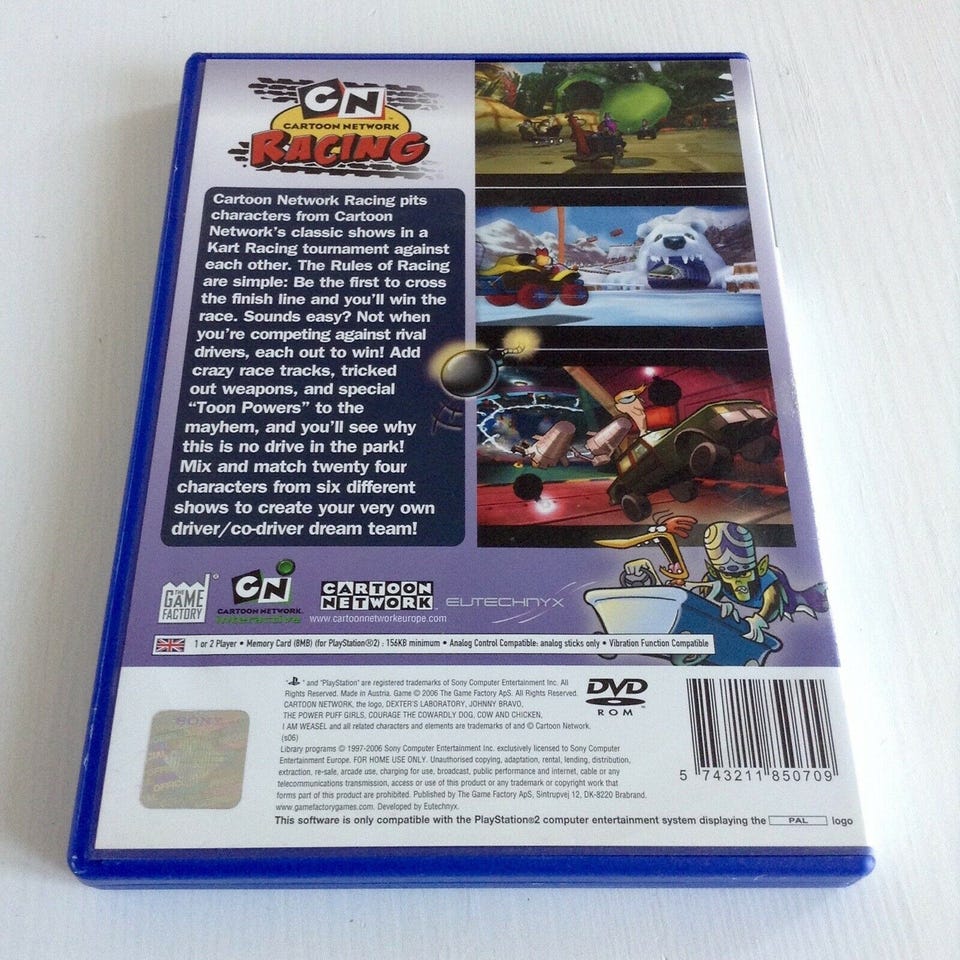 CN
CARTOON NETWORK
RACING
Cartoon Network Racing pits
characters from Cartoon
Network's classic shows in a
Kart Racing tournament against
each other. The Rules of Racing
are simple: Be the first to cross
the finish line and you'll win the
race. Sounds easy? Not when
you're competing against rival
drivers, each out to win! Add
crazy race tracks, tricked
out weapons, and special
“Toon Powers” to the
mayhem, and you'll see why
this is no drive in the park!
Mix and match twenty four
characters from six different
shows to create your very own
driver/co-driver dream team!
THE GAME FACTORY
CN
CARTOON NETWORK.
interactive
CARTOON NETWORK
www.cartoonnetworkeurope.com
EUTECHNYX
1 or 2 Player • Memory Card (8MB) (for PlayStation®2) : 156KB minimum • Analog Control Compatible: analog sticks only • Vibration Function Compatible
" " and "PlayStation" are registered trademarks of Sony Computer Entertainment Inc. All
Rights Reserved. Made in Austria. Game © 2006 The Game Factory ApS. All Rights Reserved.
CARTOON NETWORK, the logo, DEXTER'S LABORATORY, JOHNNY BRAVO,
THE POWER PUFF GIRLS, COURAGE THE COWARDLY DOG, COW AND CHICKEN,
I AM WEASEL and all related characters and elements are trademarks of and © Cartoon Network.
(s06)
Library programs © 1997-2006 Sony Computer Entertainment Inc. exclusively licensed to Sony Computer
Entertainment Europe. FOR HOME USE ONLY. Unauthorised copying, adaptation, rental, lending, distribution,
extraction, re-sale, arcade use, charging for use, broadcast, public performance and internet, cable or any
telecommunications transmission, access or use of this product or any trademark or copyright work that
forms part of this product are prohibited. Published by The Game Factory ApS, Sintrupvej 12, DK-8220 Brabrand.
www.gamefactorygames.com. Developed by Eutechnyx.
This software is only compatible with the PlayStation®2 computer entertainment system displaying the PAL logo
DVD
ROM
SONY
5 743211 850709